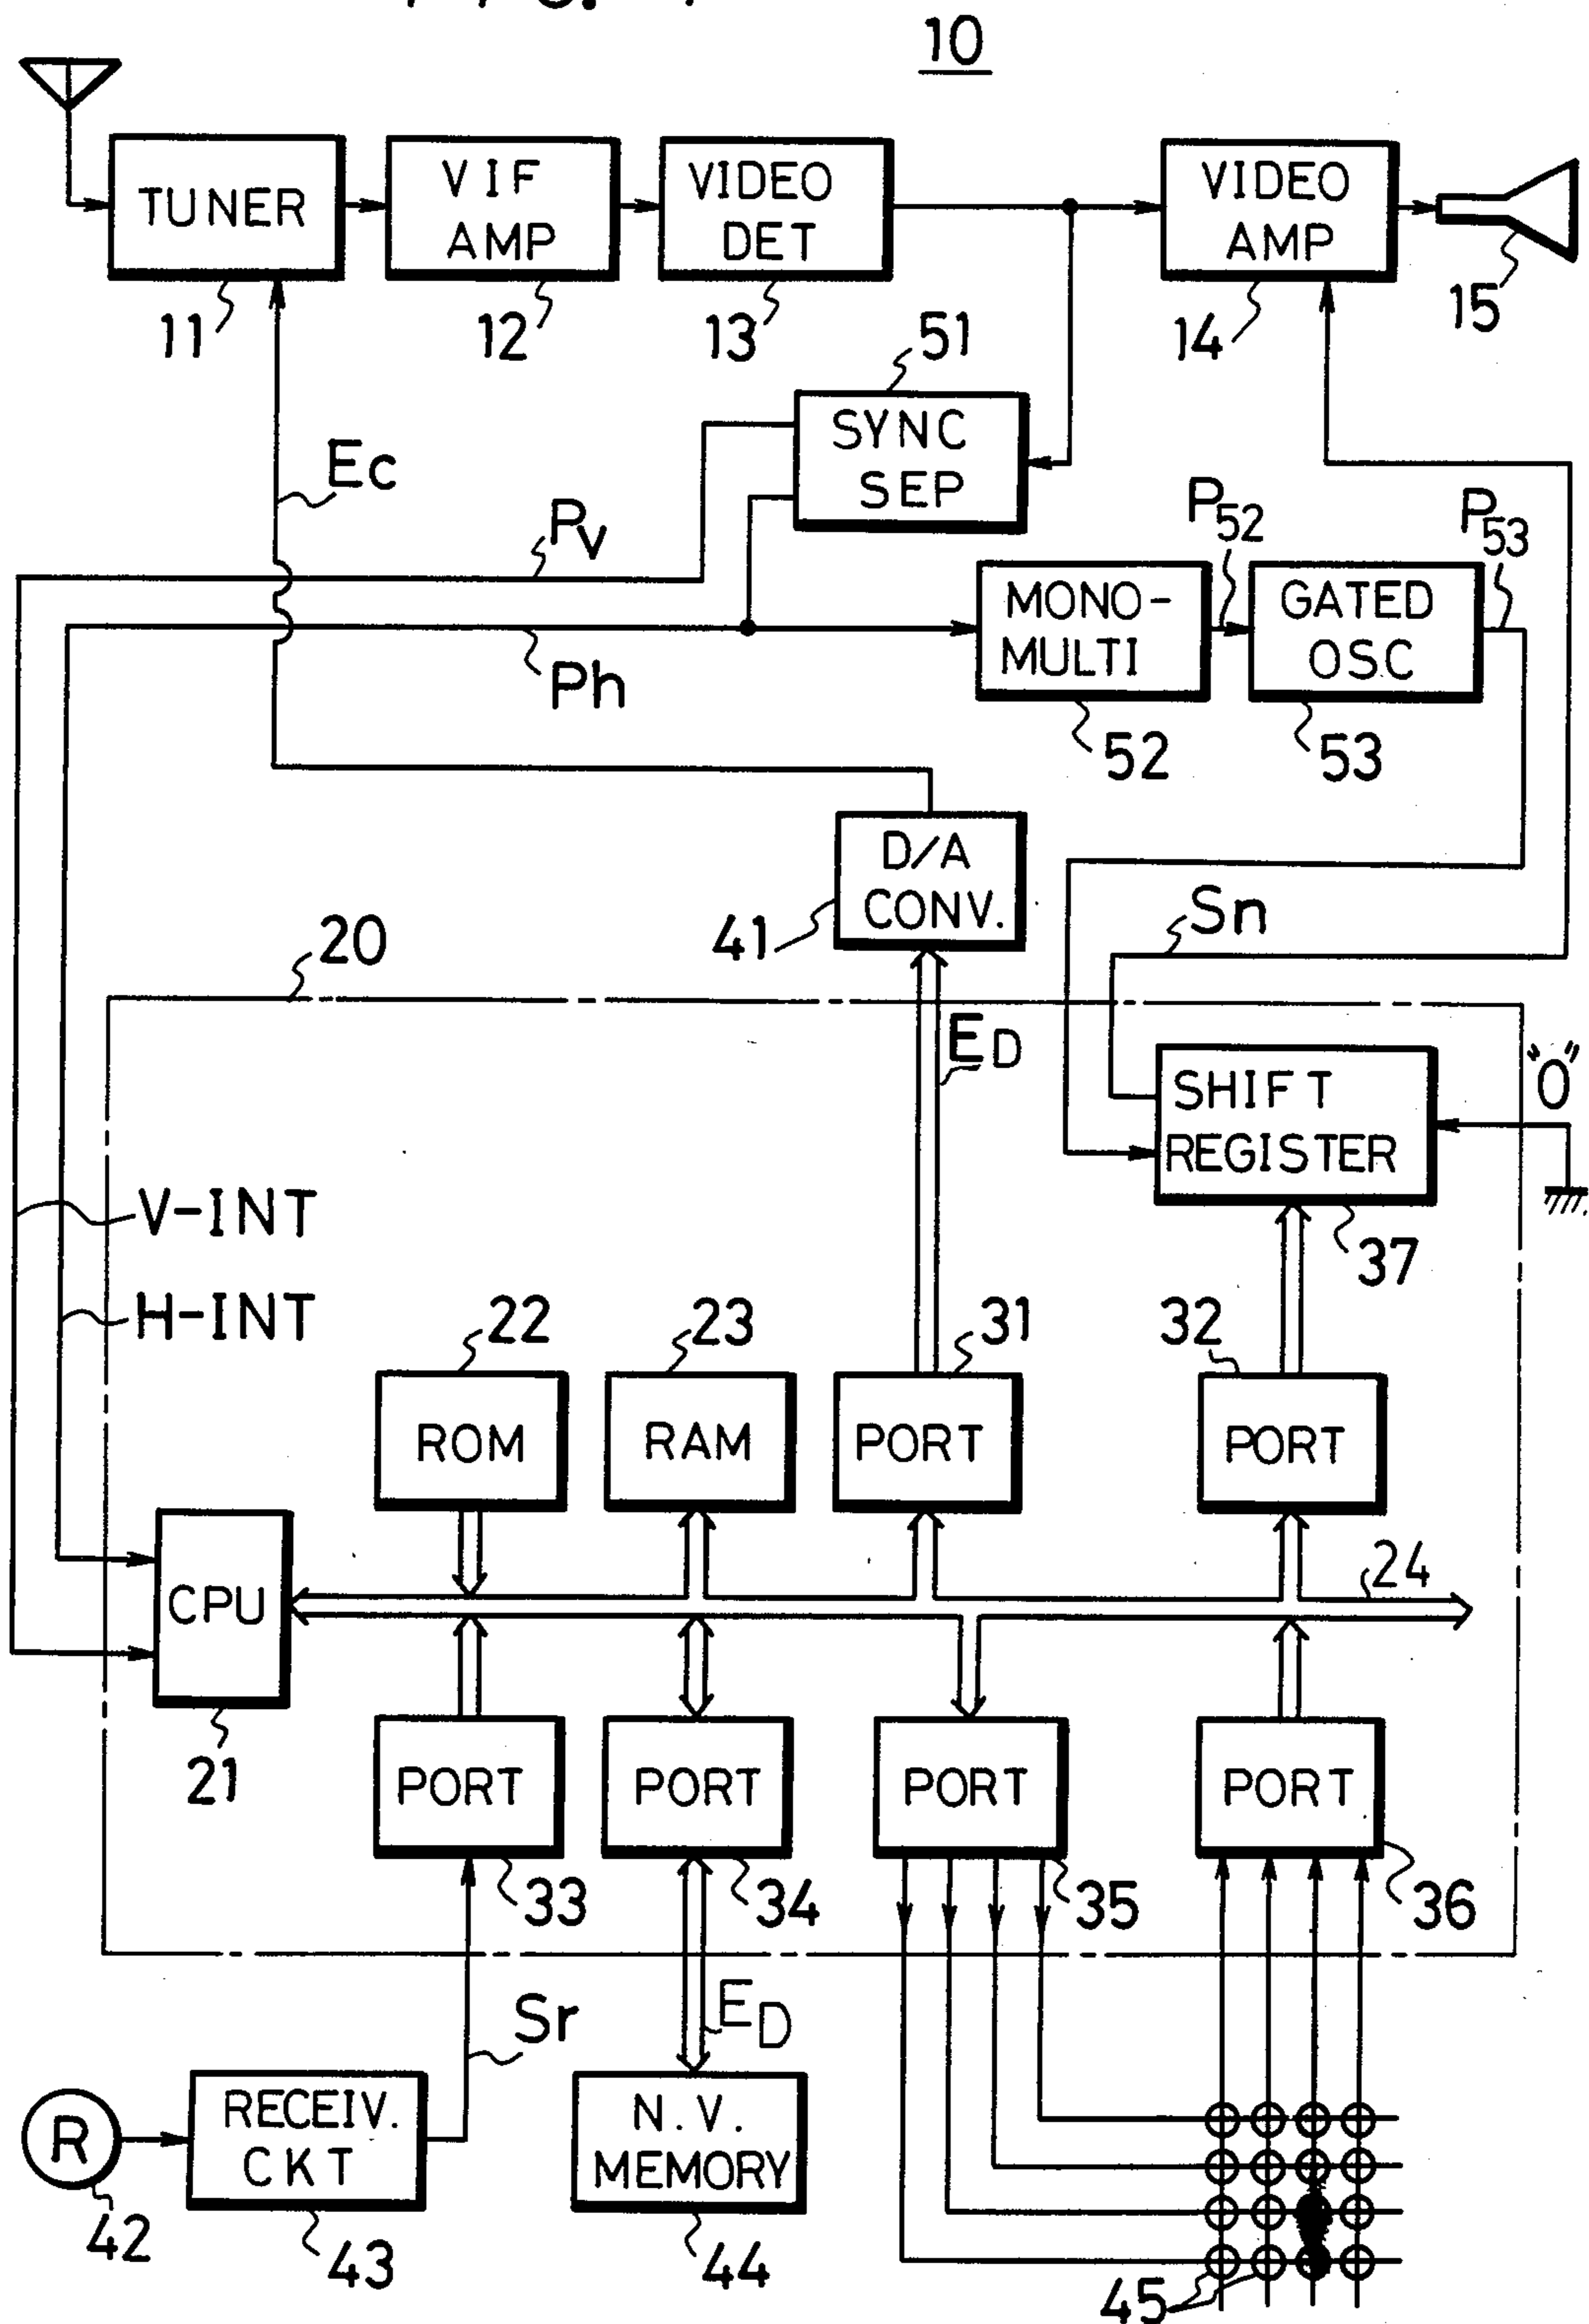 10
TUNER
VIF
AMP
VIDEO
DET
VIDEO
AMP
11
12
13
14
15
51
SYNC
SEP
Ec
Pv
P52
P53
MONO-
MULTI
GATED
OSC
Ph
52
53
D/A
CONV.
41
Sn
20
ED
SHIFT
REGISTER
"0"
37
V-INT
H-INT
22
23
31
32
ROM
RAM
PORT
PORT
24
CPU
21
PORT
PORT
PORT
PORT
33
34
35
36
Sr
ED
R
RECEIV.
CKT
N. V.
MEMORY
42
43
44
45